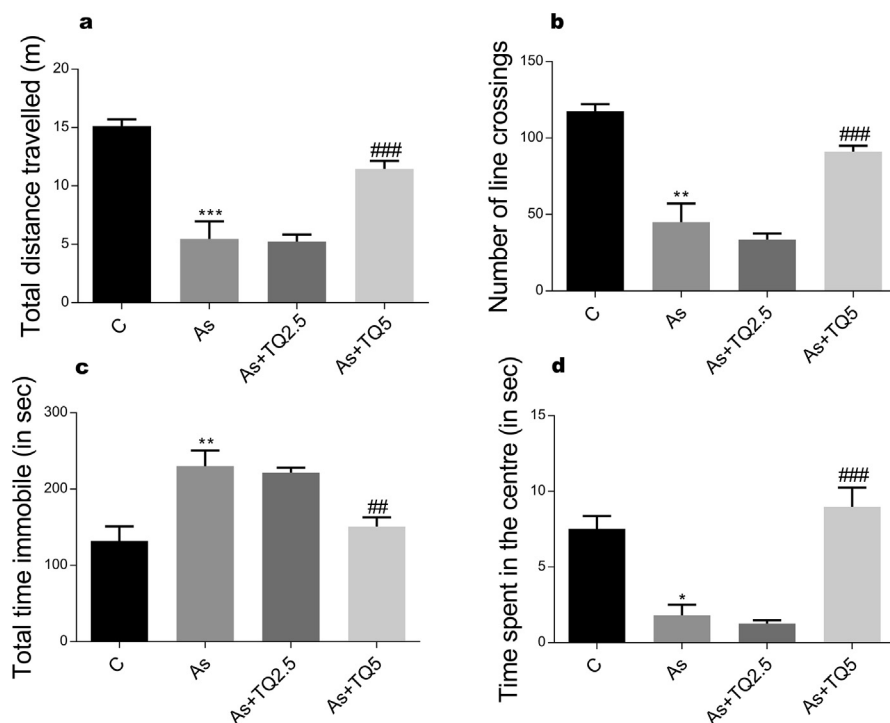 a
Total distance travelled (m)
20
15
10
5
0
***
###
C
As
As+TQ2.5
As+TQ5
b
Number of line crossings
150
100
50
0
**
###
C
As
As+TQ2.5
As+TQ5
c
Total time immobile (in sec)
300
200
100
0
**
##
C
As
As+TQ2.5
As+TQ5
d
Time spent in the centre (in sec)
15
10
5
0
*
###
C
As
As+TQ2.5
As+TQ5